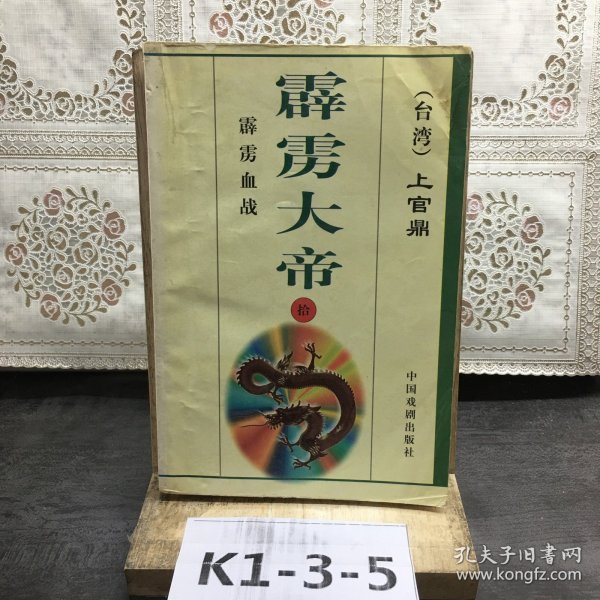 (台湾)上官鼎
霹雳大帝
拾
霹雳血战
中国戏剧出版社
K1-3-5
孔夫子旧书网
www.kongfz.com